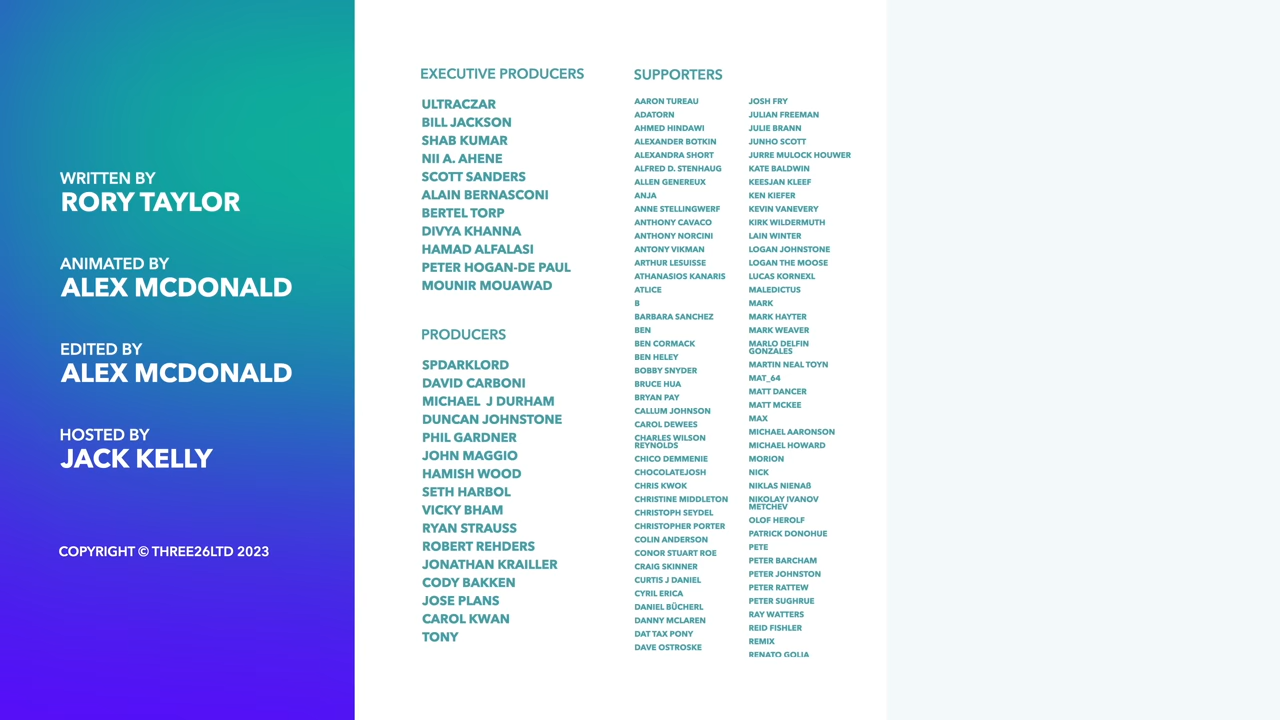 WRITTEN BY
RORY TAYLOR
ANIMATED BY
ALEX MCDONALD
EDITED BY
ALEX MCDONALD
HOSTED BY
JACK KELLY
COPYRIGHT © THREE26LTD 2023
EXECUTIVE PRODUCERS
ULTRACZAR
BILL JACKSON
SHAB KUMAR
NII A. AHENE
SCOTT SANDERS
ALAIN BERNASCONI
BERTEL TORP
DIVYA KHANNA
HAMAD ALFALASI
PETER HOGAN-DE PAUL
MOUNIR MOUAWAD
PRODUCERS
SPDARKLORD
DAVID CARBONI
MICHAEL J DURHAM
DUNCAN JOHNSTONE
PHIL GARDNER
JOHN MAGGIO
HAMISH WOOD
SETH HARBOL
VICKY BHAM
RYAN STRAUSS
ROBERT REHDERS
JONATHAN KRAILLER
CODY BAKKEN
JOSE PLANS
CAROL KWAN
TONY
SUPPORTERS
AARON TUREAU
ADATORN
AHMED HINDAWI
ALEXANDER BOTKIN
ALEXANDRA SHORT
ALFRED D. STENHAUG
ALLEN GENEREUX
ANJA
ANNE STELLINGWERF
ANTHONY CAVACO
ANTHONY NORCINI
ANTONY VIKMAN
ARTHUR LESUISSE
ATHANASIOS KANARIS
ATLICE
B
BARBARA SANCHEZ
BEN
BEN CORMACK
BEN HELEY
BOBBY SNYDER
BRUCE HUA
BRYAN PAY
CALLUM JOHNSON
CAROL DEWEES
CHARLES WILSON
REYNOLDS
CHICO DEMMENIE
CHOCOLATEJOSH
CHRIS KWOK
CHRISTINE MIDDLETON
CHRISTOPH SEYDEL
CHRISTOPHER PORTER
COLIN ANDERSON
CONOR STUART ROE
CRAIG SKINNER
CURTIS J DANIEL
CYRIL ERICA
DANIEL BÜCHERL
DANNY MCLAREN
DAT TAX PONY
DAVE OSTROSKE
JOSH FRY
JULIAN FREEMAN
JULIE BRANN
JUNHO SCOTT
JURRE MULOCK HOUWER
KATE BALDWIN
KEESJAN KLEEF
KEN KIEFER
KEVIN VANEVERY
KIRK WILDERMUTH
LAIN WINTER
LOGAN JOHNSTONE
LOGAN THE MOOSE
LUCAS KORNEXL
MALEDICTUS
MARK
MARK HAYTER
MARK WEAVER
MARLO DELFIN
GONZALES
MARTIN NEAL TOYN
MAT_64
MATT DANCER
MATT MCKEE
MAX
MICHAEL AARONSON
MICHAEL HOWARD
MORION
NICK
NIKLAS NIENAß
NIKOLAY IVANOV
METCHEV
OLOF HEROLF
PATRICK DONOHUE
PETE
PETER BARCHAM
PETER JOHNSTON
PETER RATTEW
PETER SUGHRUE
RAY WATTERS
REID FISHLER
REMIX
RENATO GOLIA